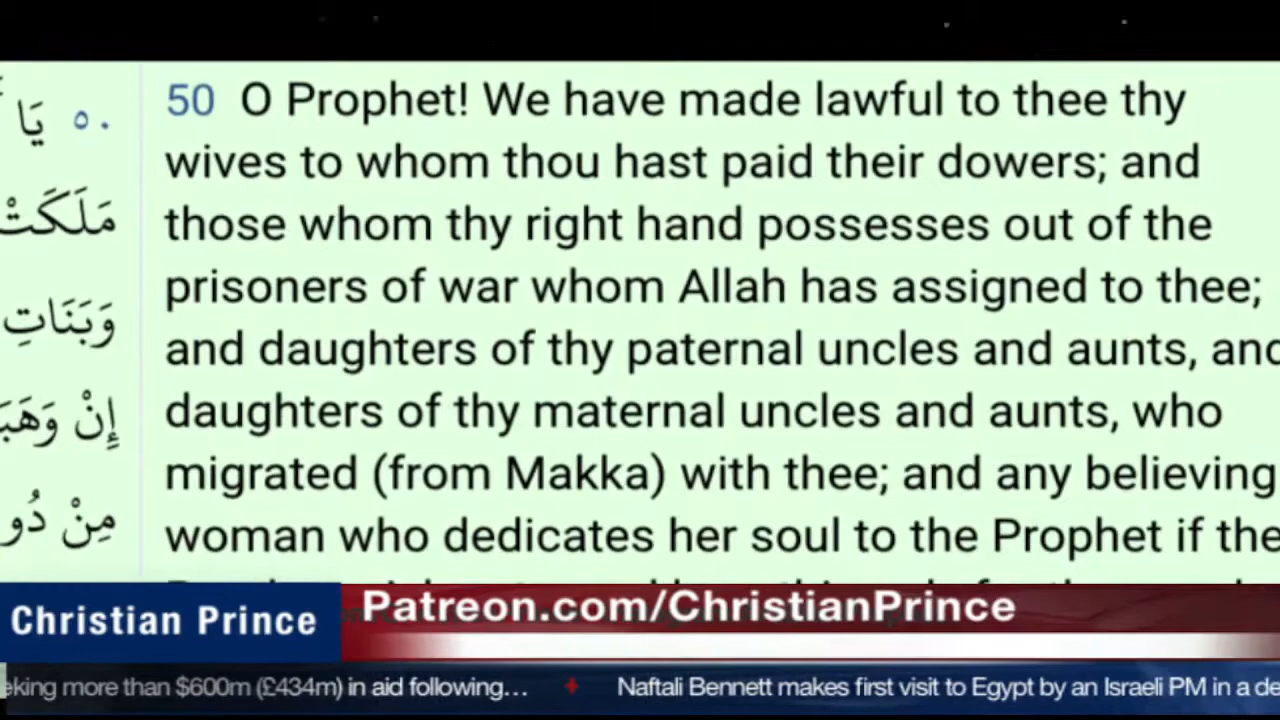 50 O Prophet! We have made lawful to thee thy
wives to whom thou hast paid their dowers; and
those whom thy right hand possesses out of the
prisoners of war whom Allah has assigned to thee;
and daughters of thy paternal uncles and aunts, and
daughters of thy maternal uncles and aunts, who
migrated (from Makka) with thee; and any believing
woman who dedicates her soul to the Prophet if the
٥٠ يَا
مَلَكَتْ
وَبَنَاتِ
إِنْ وَهَبَ
مِنْ دُو
Christian Prince
Patreon.com/ChristianPrince
eking more than $600m (£434m) in aid following... Naftali Bennett makes first visit to Egypt by an Israeli PM in a de